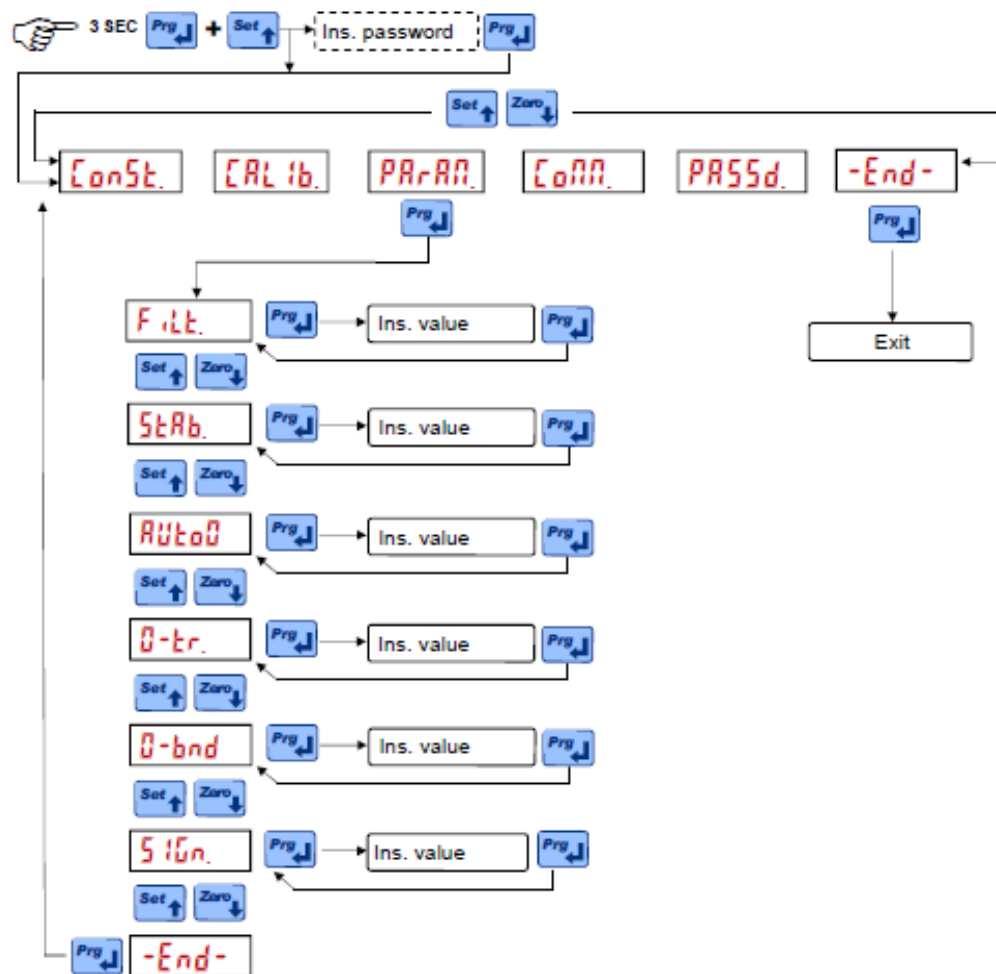 3 SEC Prg + Set Ins. password Prg
Set Zero
ConSt. CAL1b. PArAM. CoMM. PASSd. -End-
Prg Prg
FiLt. Prg Ins. value Prg
Exit
Set Zero
StAb. Prg Ins. value Prg
Set Zero
AUto0 Prg Ins. value Prg
Set Zero
0-tr. Prg Ins. value Prg
Set Zero
0-bnd Prg Ins. value Prg
Set Zero
S1Gn. Prg Ins. value Prg
Set Zero
Prg -End-